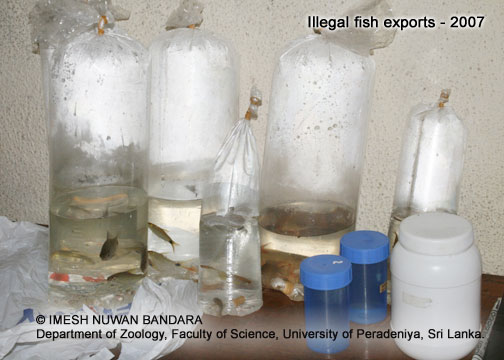 Illegal fish exports - 2007
© IMESH NUWAN BANDARA
Department of Zoology, Faculty of Science, University of Peradeniya, Sri Lanka.